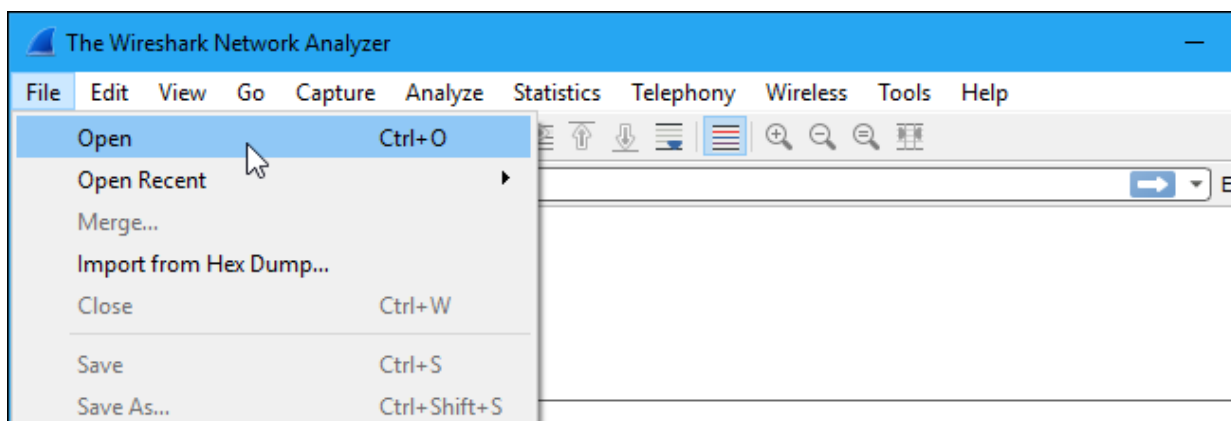 The Wireshark Network Analyzer
File Edit View Go Capture Analyze Statistics Telephony Wireless Tools Help
Open Ctrl+O
Open Recent
Merge...
Import from Hex Dump...
Close Ctrl+W
Save Ctrl+S
Save As... Ctrl+Shift+S